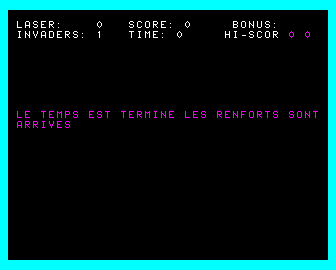 LASER: 0 SCORE: 0 BONUS:
INVADERS: 1 TIME: 0 HI-SCOR 0 0
LE TEMPS EST TERMINE LES RENFORTS SONT
ARRIVES